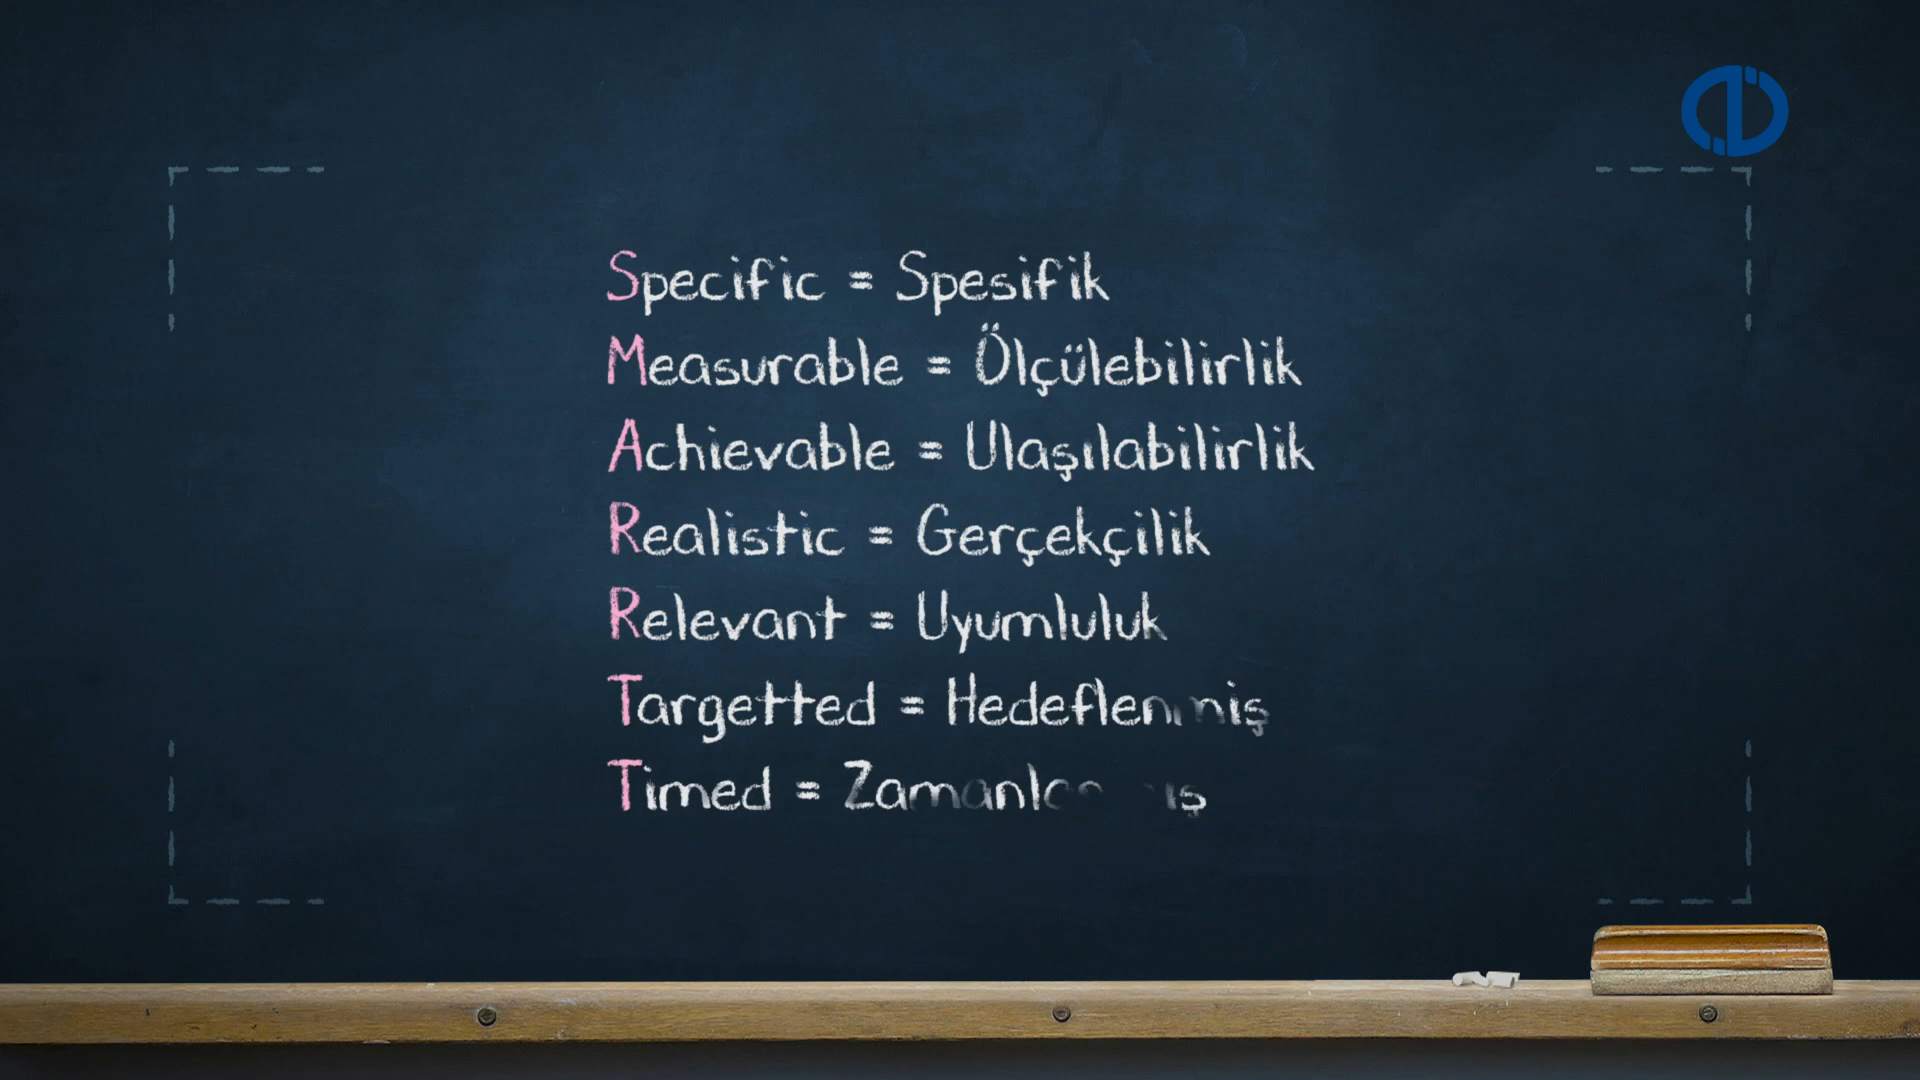 Specific = Spesifik
Measurable = Ölçülebilirlik
Achievable = Ulaşılabilirlik
Realistic = Gerçekçilik
Relevant = Uyumluluk
Targetted = Hedeflenmiş
Timed =